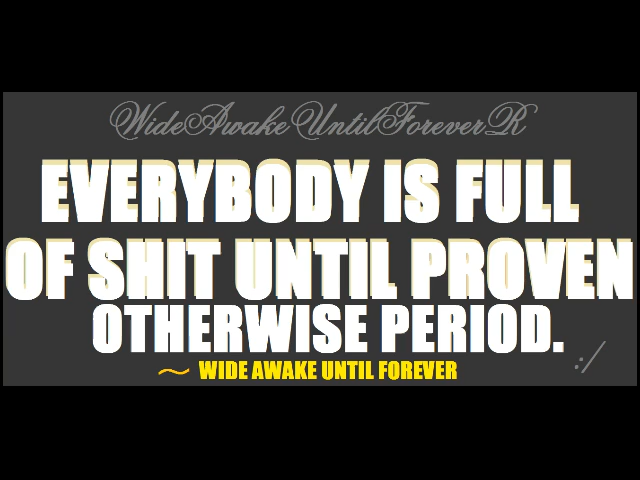 WideAwakeUntilForeverR
EVERYBODY IS FULL
OF SHIT UNTIL PROVEN
OTHERWISE PERIOD.
:/
~ WIDE AWAKE UNTIL FOREVER